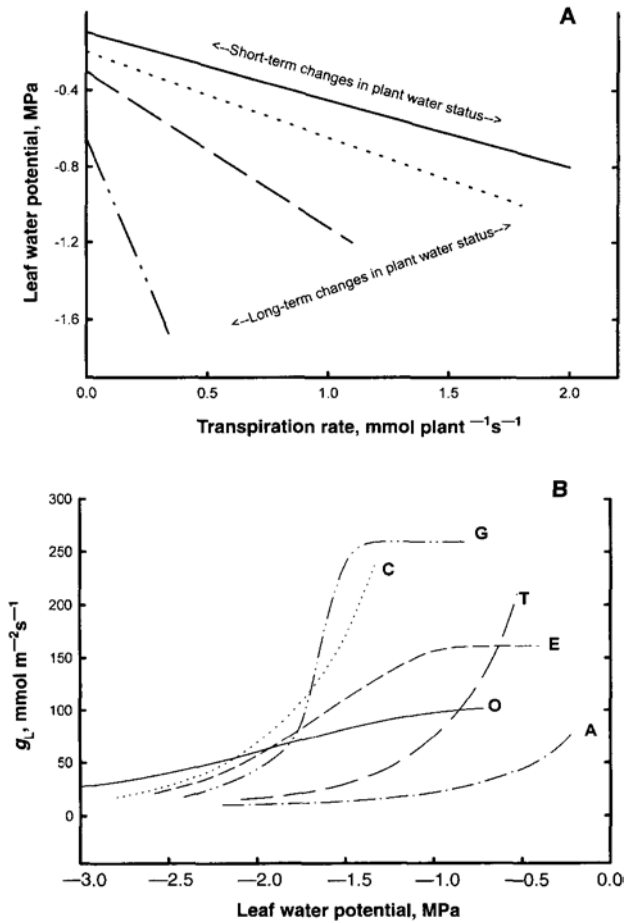 A
Leaf water potential, MPa
-0.4
-0.8
-1.2
-1.6
<--Short-term changes in plant water status-->
<--Long-term changes in plant water status-->
0.0 0.5 1.0 1.5 2.0
Transpiration rate, mmol plant −1s−1
B
gL, mmol m−2s−1
300
250
200
150
100
50
0
G
C
T
E
O
A
—3.0 —2.5 —2.0 —1.5 —1.0 —0.5 0.0
Leaf water potential, MPa